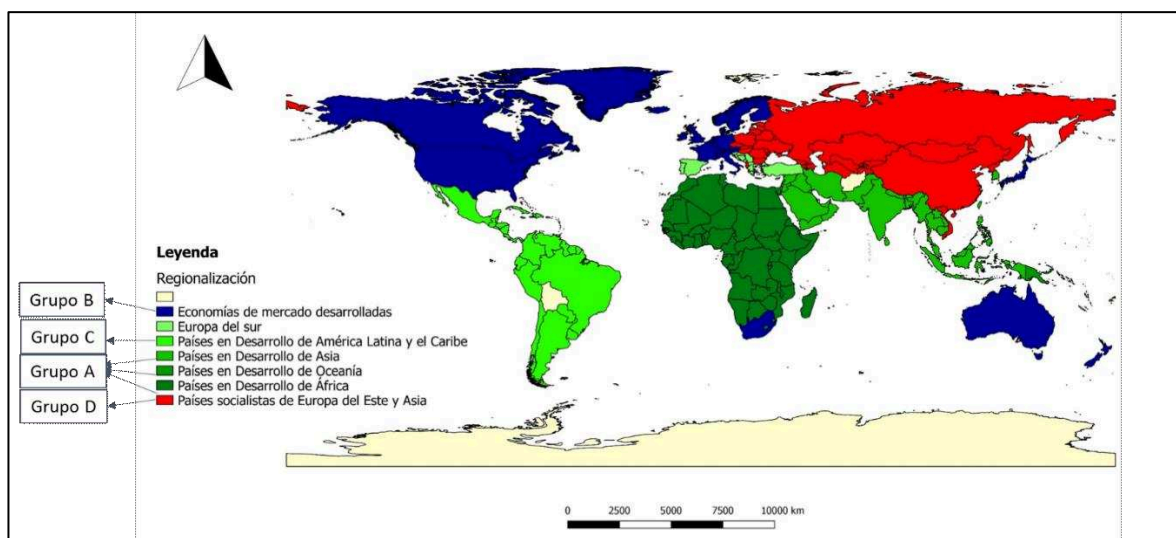 Leyenda
Regionalización
Grupo B
Economías de mercado desarrolladas
Europa del sur
Grupo C
Países en Desarrollo de América Latina y el Caribe
Países en Desarrollo de Asia
Grupo A
Países en Desarrollo de Oceanía
Países en Desarrollo de África
Grupo D
Países socialistas de Europa del Este y Asia
0 2500 5000 7500 10000 km